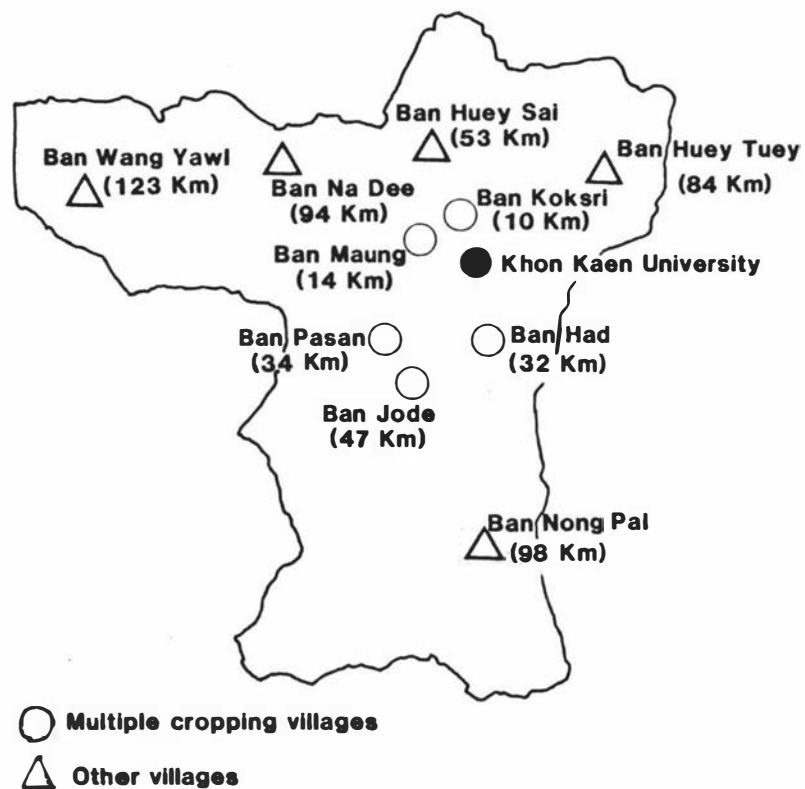 Ban Huey Sai
(53 Km)
Ban Wang Yawl
(123 Km)
Ban Na Dee
(94 Km)
Ban Huey Tuey
(84 Km)
Ban Koksri
(10 Km)
Ban Maung
(14 Km)
Khon Kaen University
Ban Pasan
(34 Km)
Ban Had
(32 Km)
Ban Jode
(47 Km)
Ban Nong Pal
(98 Km)
Multiple cropping villages
Other villages